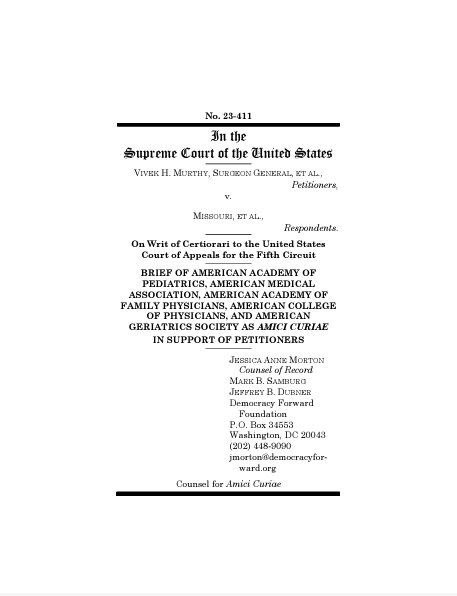 No. 23-411
In the
Supreme Court of the United States
VIVEK H. MURTHY, SURGEON GENERAL, ET AL.,
Petitioners,
v.
MISSOURI, ET AL.,
Respondents.
On Writ of Certiorari to the United States
Court of Appeals for the Fifth Circuit
BRIEF OF AMERICAN ACADEMY OF
PEDIATRICS, AMERICAN MEDICAL
ASSOCIATION, AMERICAN ACADEMY OF
FAMILY PHYSICIANS, AMERICAN COLLEGE
OF PHYSICIANS, AND AMERICAN
GERIATRICS SOCIETY AS AMICI CURIAE
IN SUPPORT OF PETITIONERS
JESSICA ANNE MORTON
Counsel of Record
MARK B. SAMBURG
JEFFREY B. DUBNER
Democracy Forward
Foundation
P.O. Box 34553
Washington, DC 20043
(202) 448-9090
jmorton@democracyfor-
ward.org
Counsel for Amici Curiae